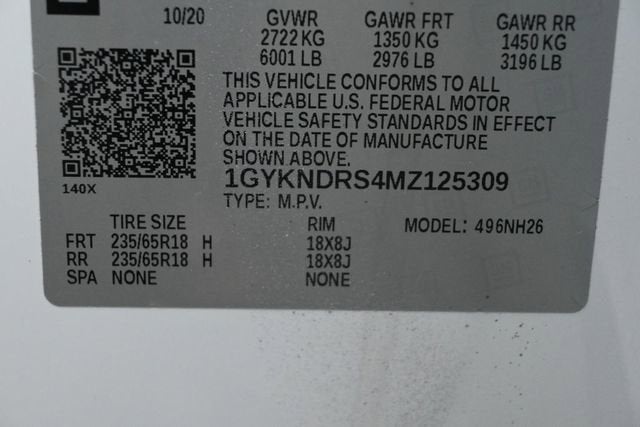 10/20 GVWR GAWR FRT GAWR RR
2722 KG 1350 KG 1450 KG
6001 LB 2976 LB 3196 LB
THIS VEHICLE CONFORMS TO ALL
APPLICABLE U.S. FEDERAL MOTOR
VEHICLE SAFETY STANDARDS IN EFFECT
ON THE DATE OF MANUFACTURE
SHOWN ABOVE.
1GYKNDRS4MZ125309
140X
TYPE: M.P.V.
TIRE SIZE RIM MODEL: 496NH26
FRT 235/65R18 H 18X8J
RR 235/65R18 H 18X8J
SPA NONE NONE